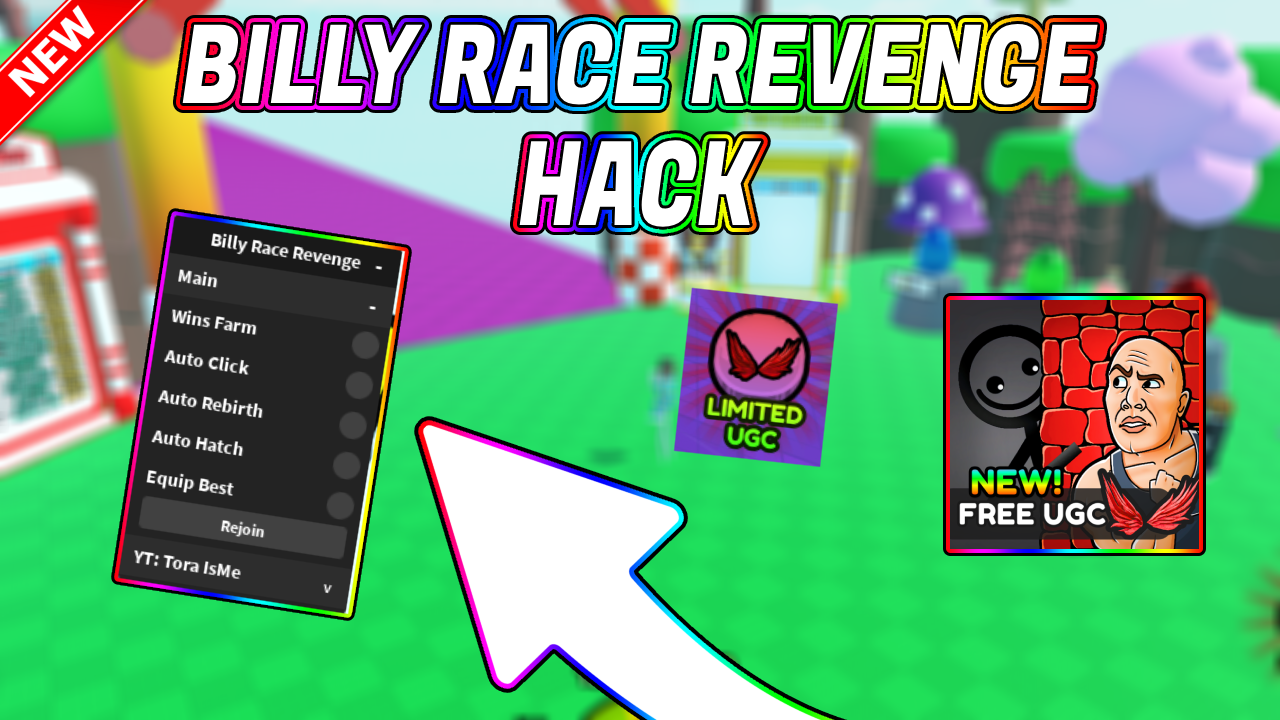 NEW
BILLY RACE REVENGE
HACK
Billy Race Revenge -
Main -
Wins Farm
Auto Click
Auto Rebirth
Auto Hatch
Equip Best
Rejoin
YT: Tora IsMe v
LIMITED
UGC
NEW!
FREE UGC